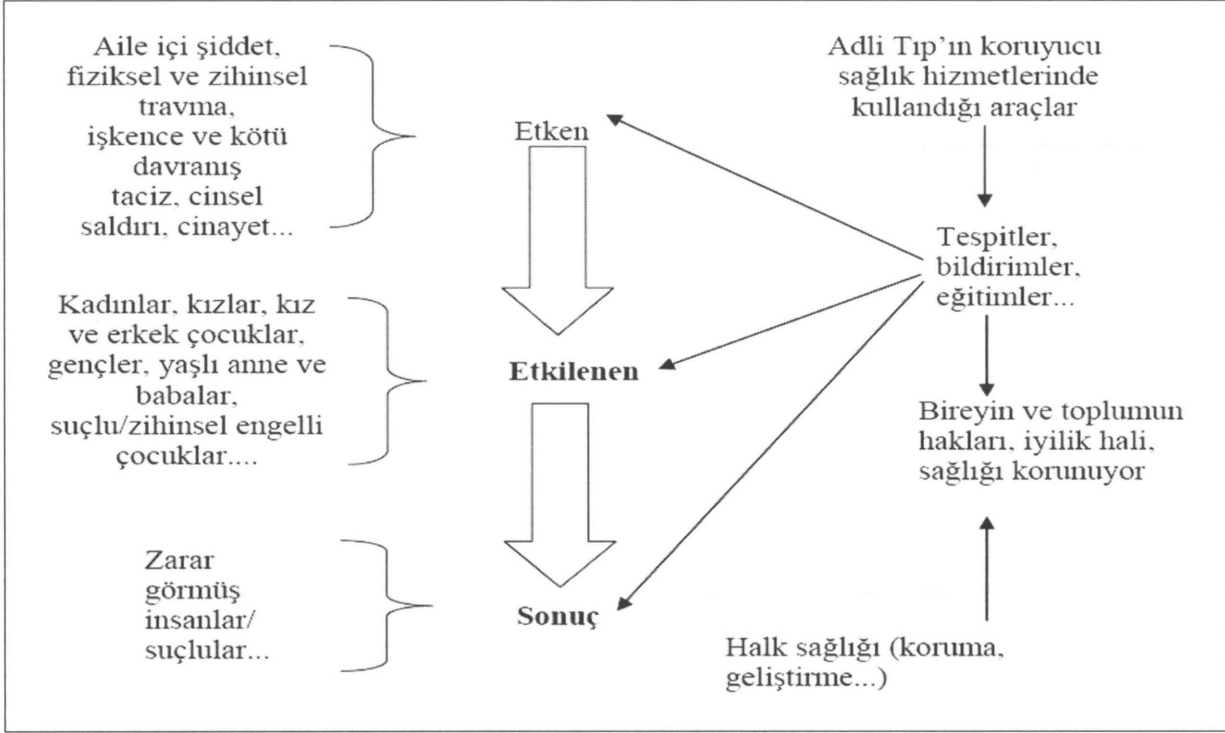 Aile içi şiddet,
fiziksel ve zihinsel
travma,
işkence ve kötü
davranış
taciz, cinsel
saldırı, cinayet...
Etken
Adli Tıp’ın koruyucu
sağlık hizmetlerinde
kullandığı araçlar
Tespitler,
bildirimler,
eğitimler...
Kadınlar, kızlar, kız
ve erkek çocuklar,
gençler, yaşlı anne ve
babalar,
suçlu/zihinsel engelli
çocuklar....
Etkilenen
Bireyin ve toplumun
hakları, iyilik hali,
sağlığı korunuyor
Zarar
görmüş
insanlar/
suçlular...
Sonuç
Halk sağlığı (koruma,
geliştirme...)